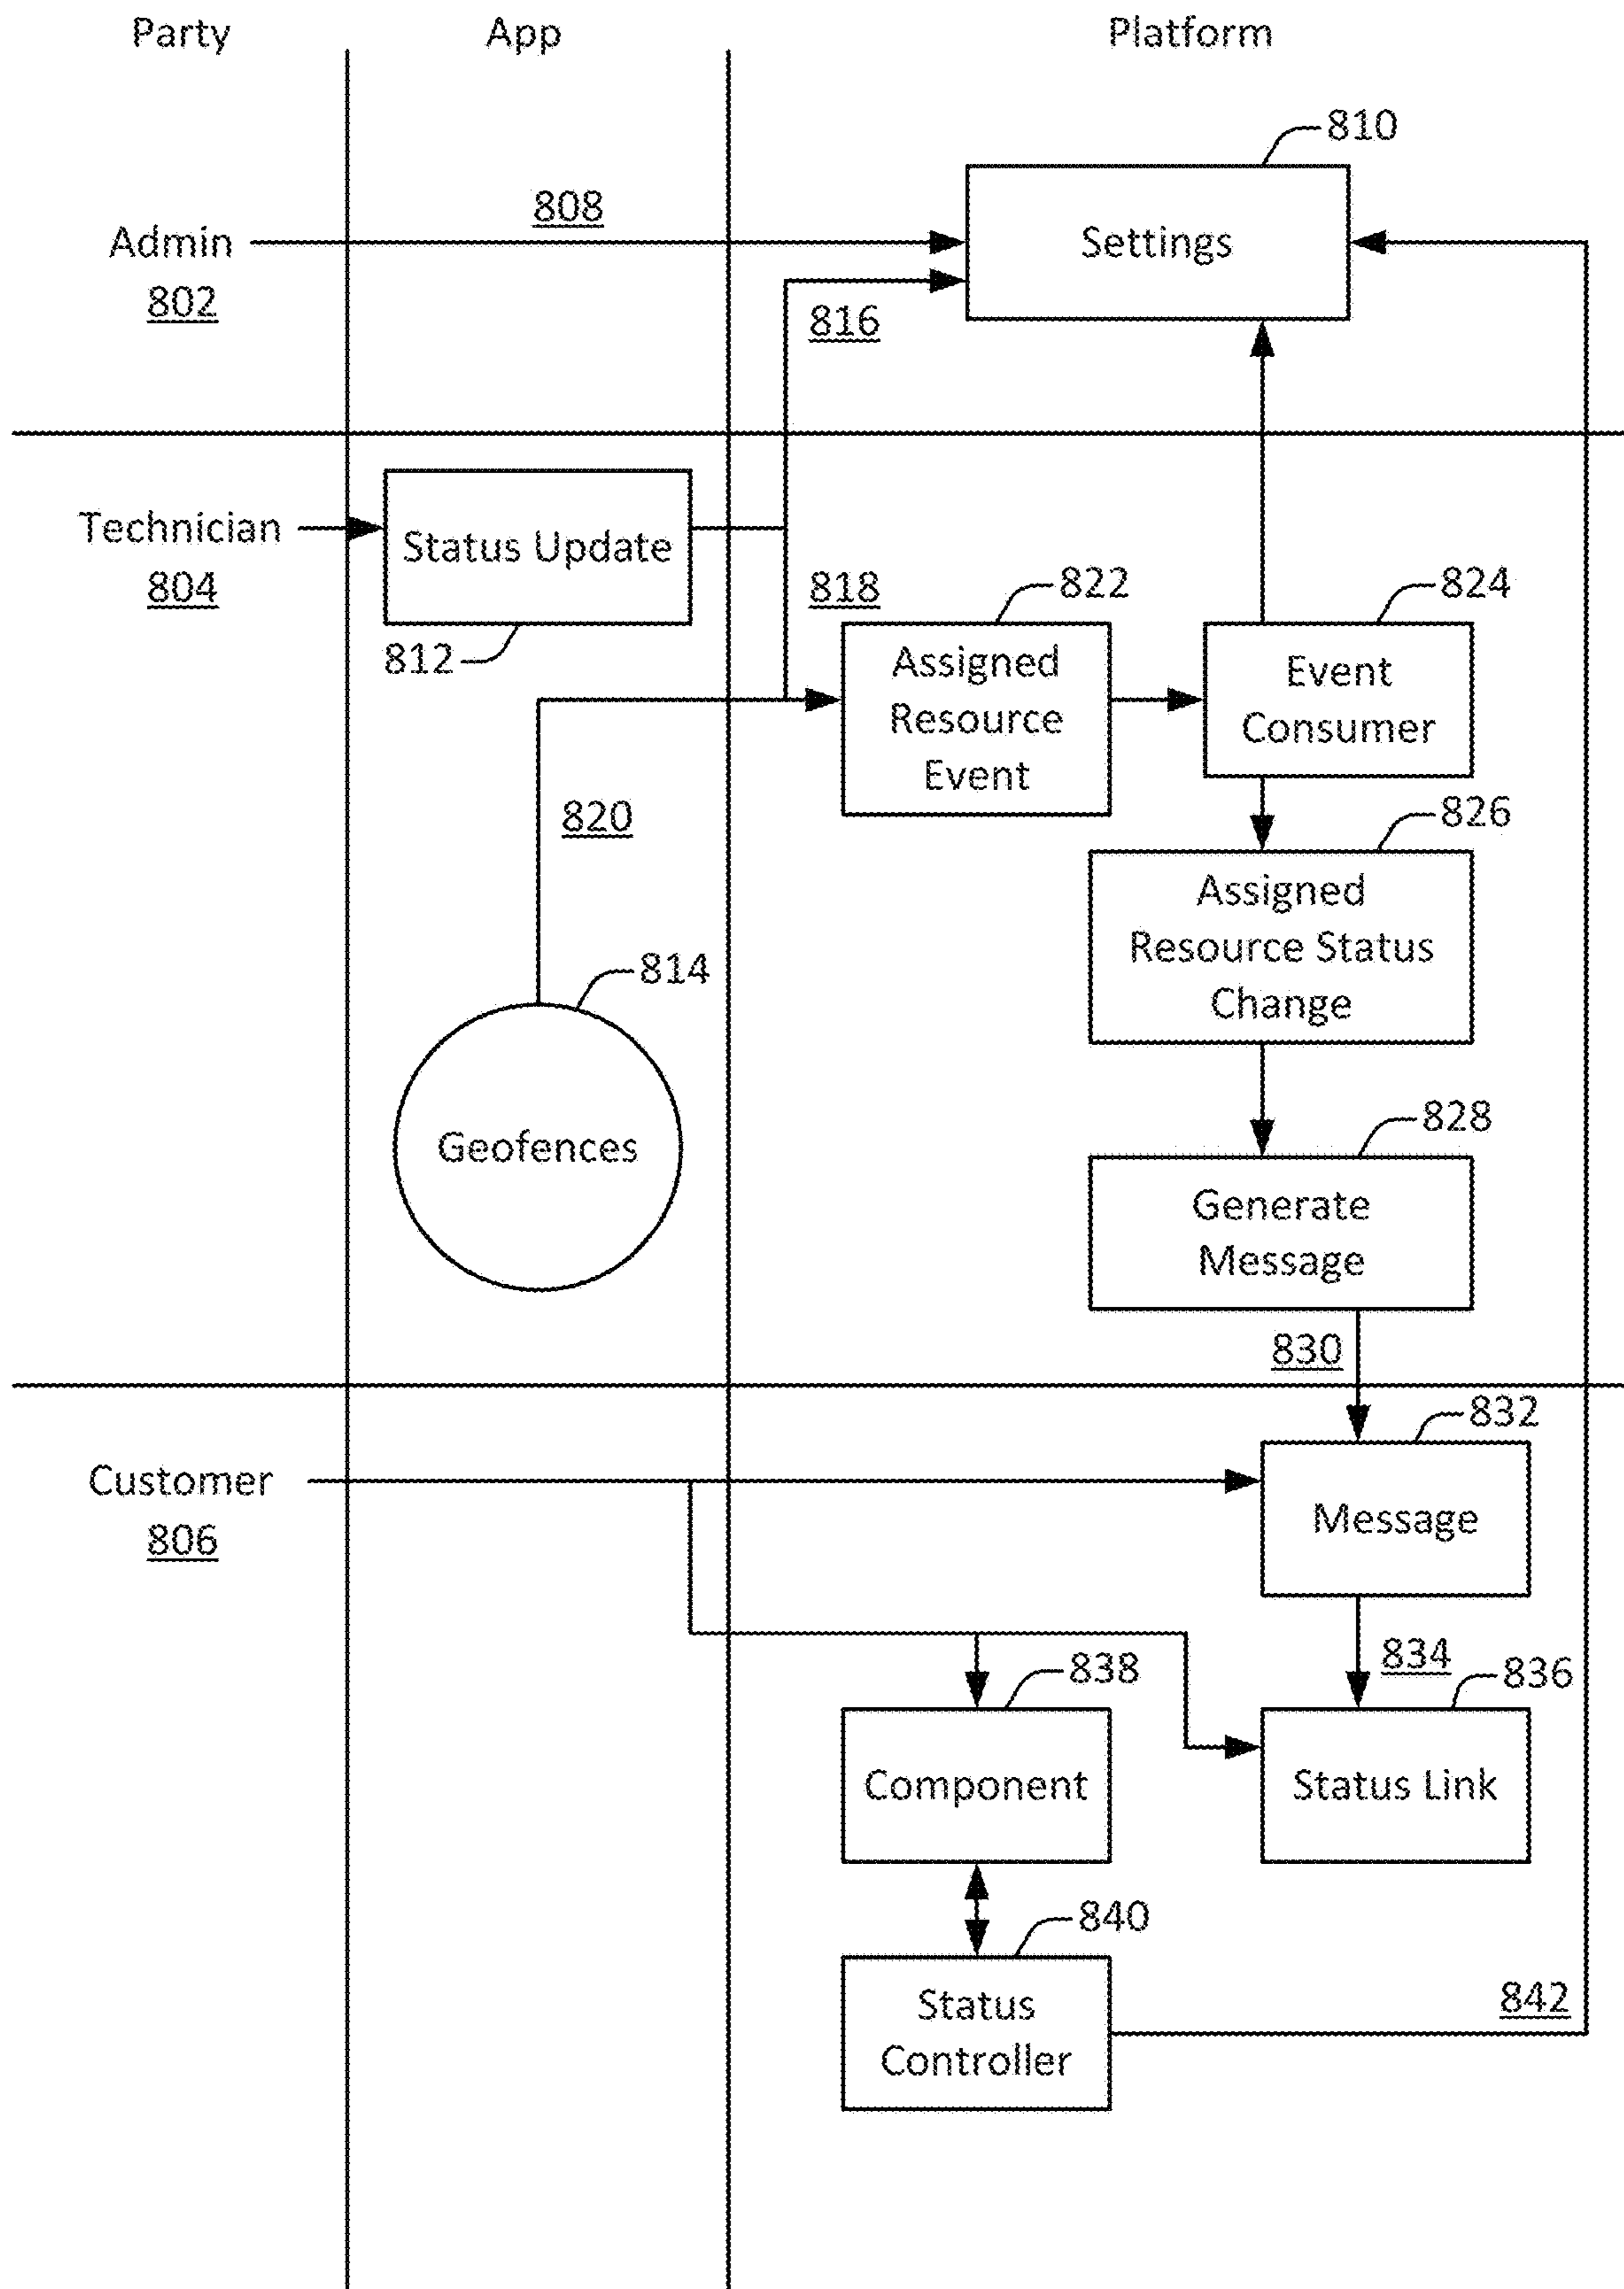 Party
App
Platform
810
808
Admin
802
Settings
816
Technician
804
Status Update
812
818
822
824
Assigned
Resource
Event
Event
Consumer
820
826
Assigned
Resource Status
Change
814
Geofences
828
Generate
Message
830
832
Customer
806
Message
834
838
836
Component
Status Link
840
Status
Controller
842